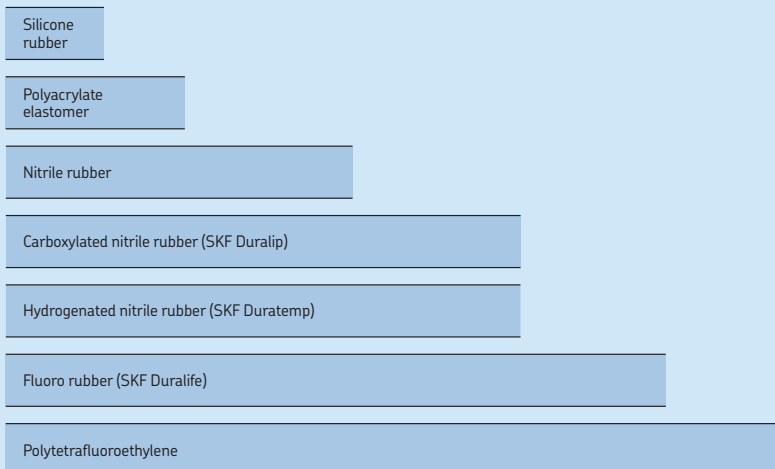 Silicone
rubber
Polyacrylate
elastomer
Nitrile rubber
Carboxylated nitrile rubber (SKF Duralip)
Hydrogenated nitrile rubber (SKF Duratemp)
Fluoro rubber (SKF Duralife)
Polytetrafluoroethylene